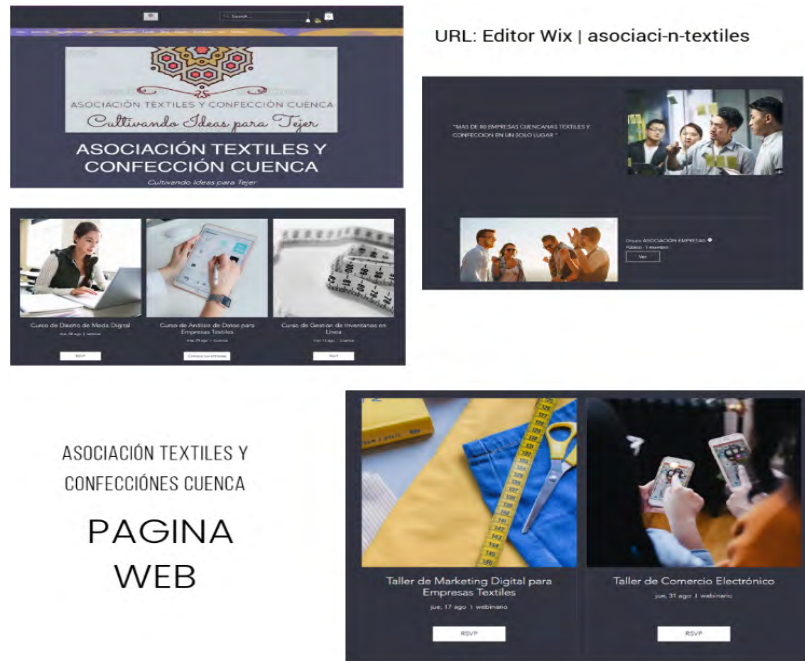 Search...
URL: Editor Wix | asociaci-n-textiles
ASOCIACIÓN TEXTILES Y CONFECCIÓN CUENCA
Cultivando Ideas para Tejer
ASOCIACIÓN TEXTILES Y
CONFECCIÓN CUENCA
Cultivando Ideas para Tejer
"MAS DE 80 EMPRESAS CUENCANAS TEXTILES Y
CONFECCION EN UN SOLO LUGAR "
Grupo ASOCIACIÓN EMPRESAS
Público · 1 miembro
Ver
Curso de Diseño de Moda Digital
Curso de Análisis de Datos para
Empresas Textiles
Curso de Gestión de Inventarios en
Línea
RSVP
RSVP
ASOCIACIÓN TEXTILES Y
CONFECCIÓNES CUENCA
PAGINA
WEB
Taller de Marketing Digital para
Empresas Textiles
jue, 17 ago | webinario
RSVP
Taller de Comercio Electrónico
jue, 31 ago | webinario
RSVP